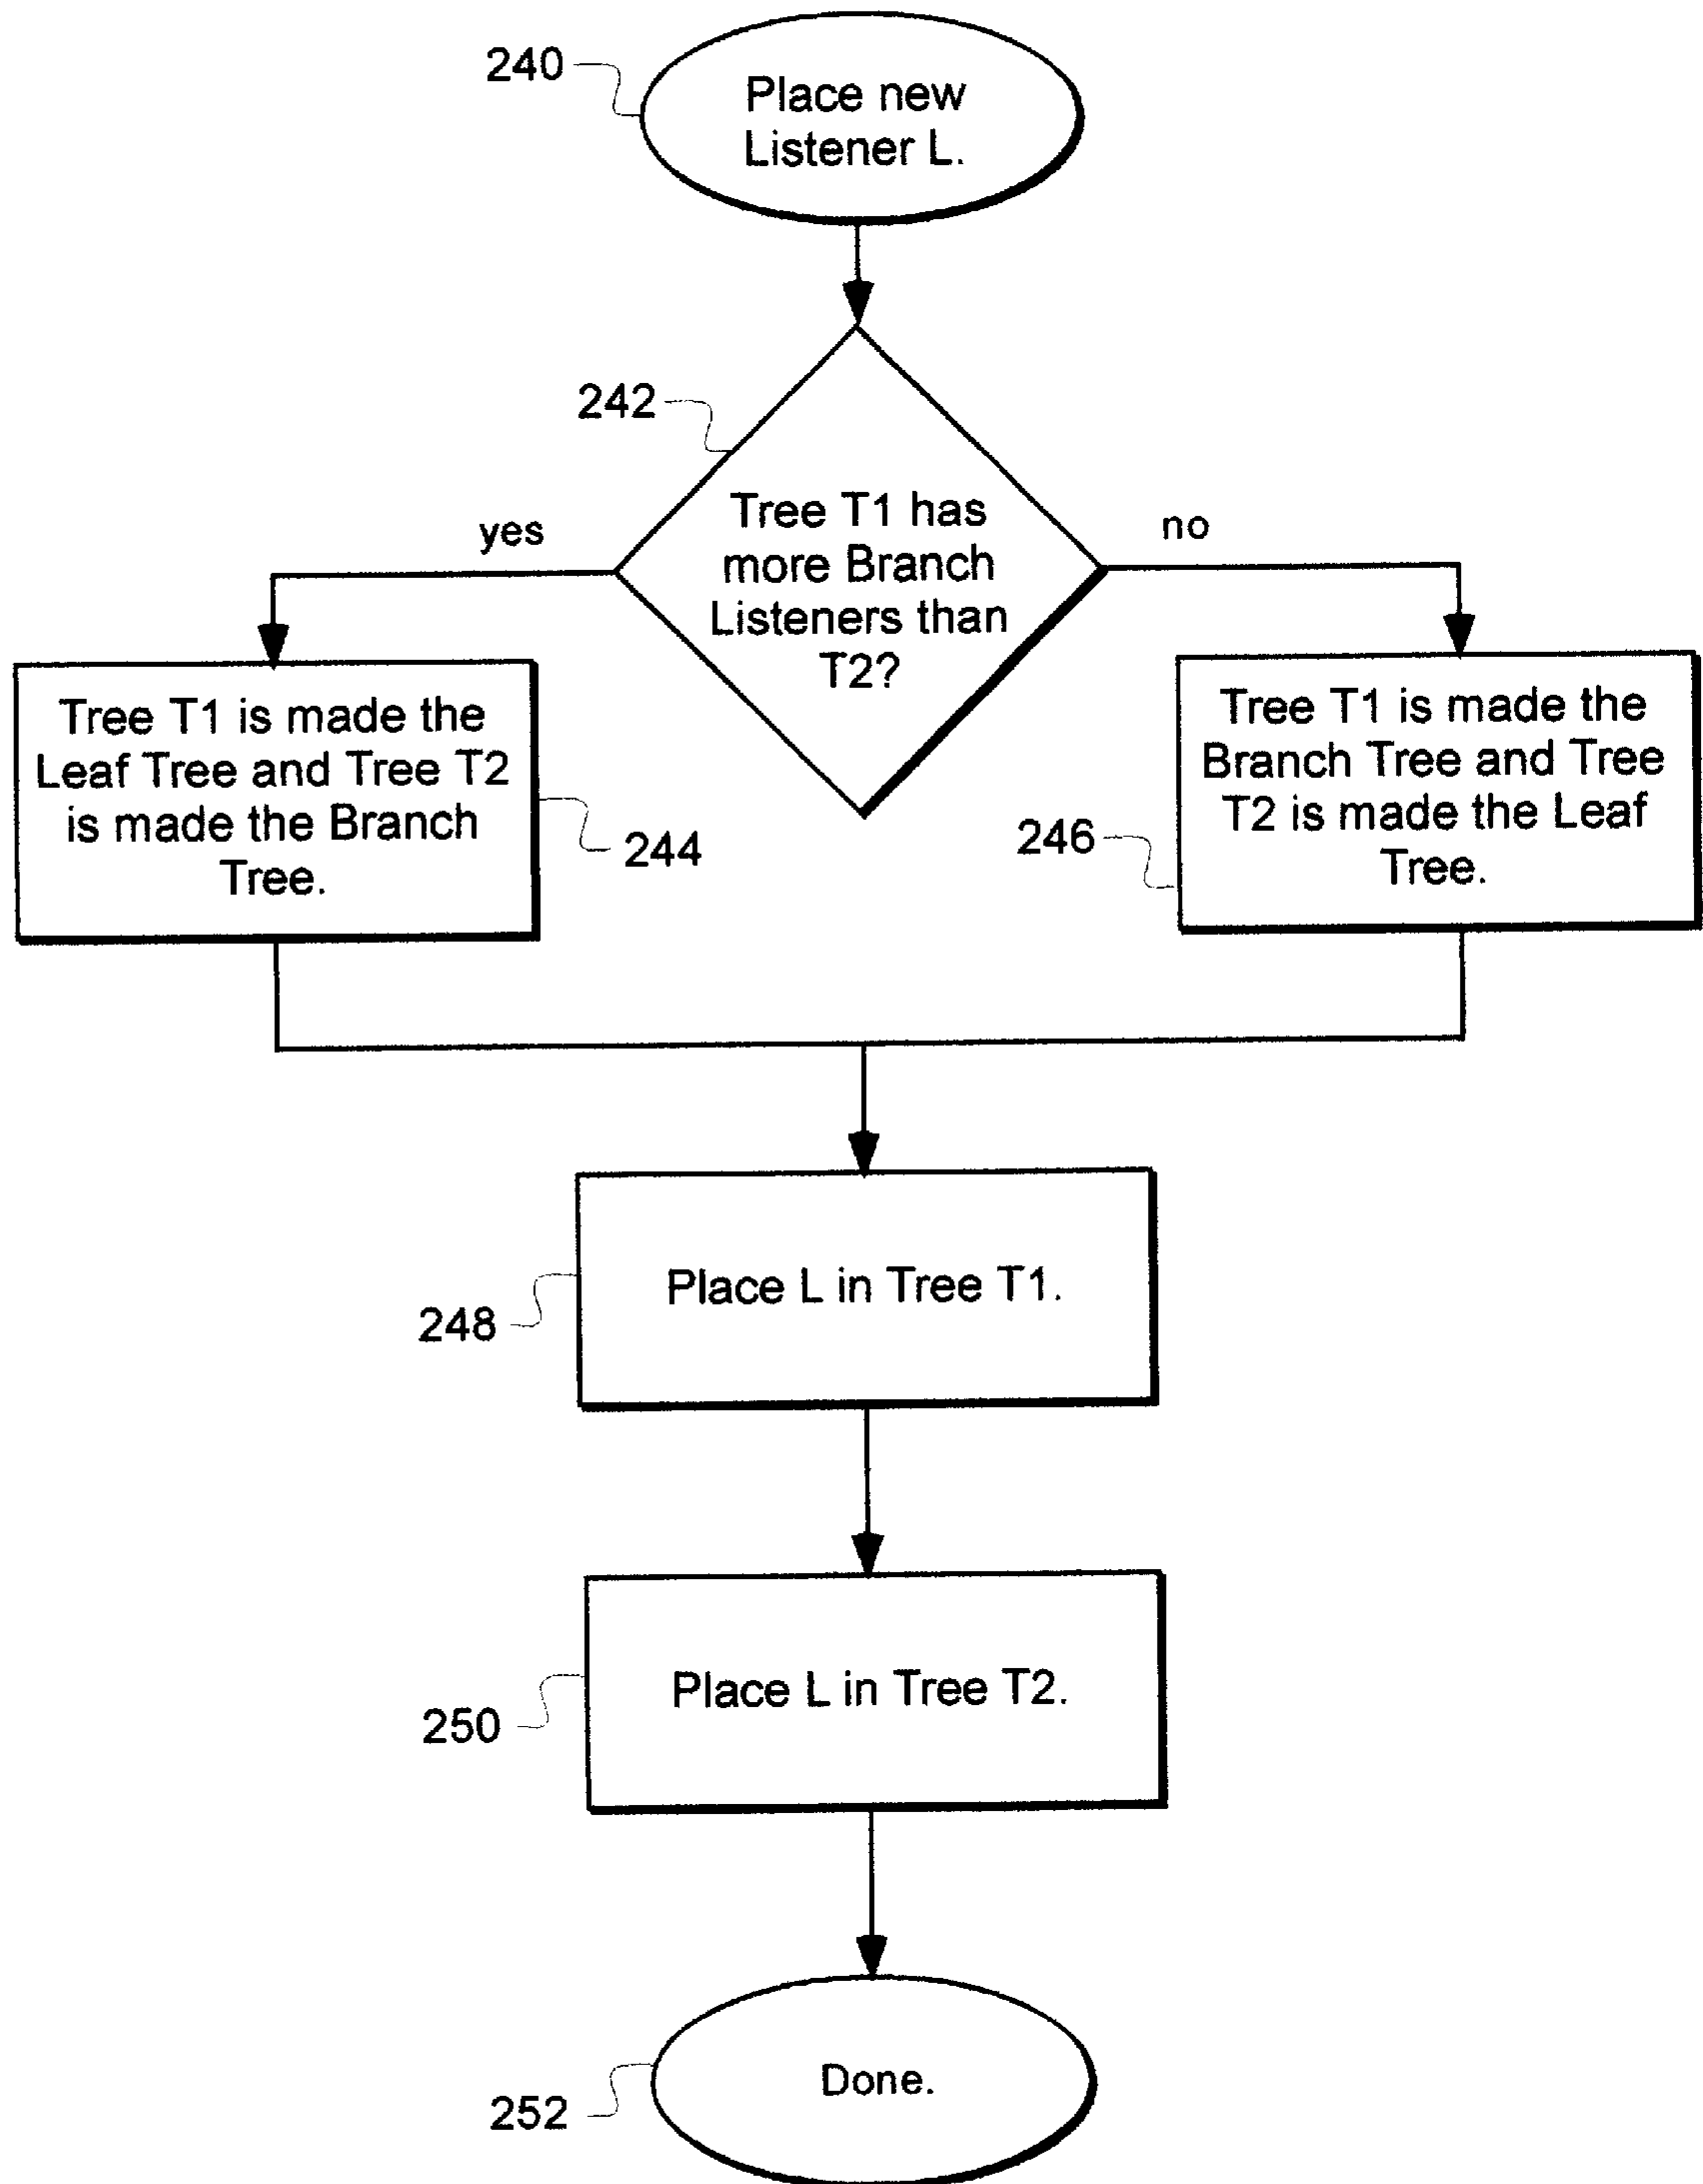 240
Place new
Listener L.
242
Tree T1 has
more Branch
Listeners than
T2?
yes
no
Tree T1 is made the
Leaf Tree and Tree T2
is made the Branch
Tree.
244
Tree T1 is made the
Branch Tree and Tree
T2 is made the Leaf
Tree.
246
Place L in Tree T1.
248
Place L in Tree T2.
250
Done.
252